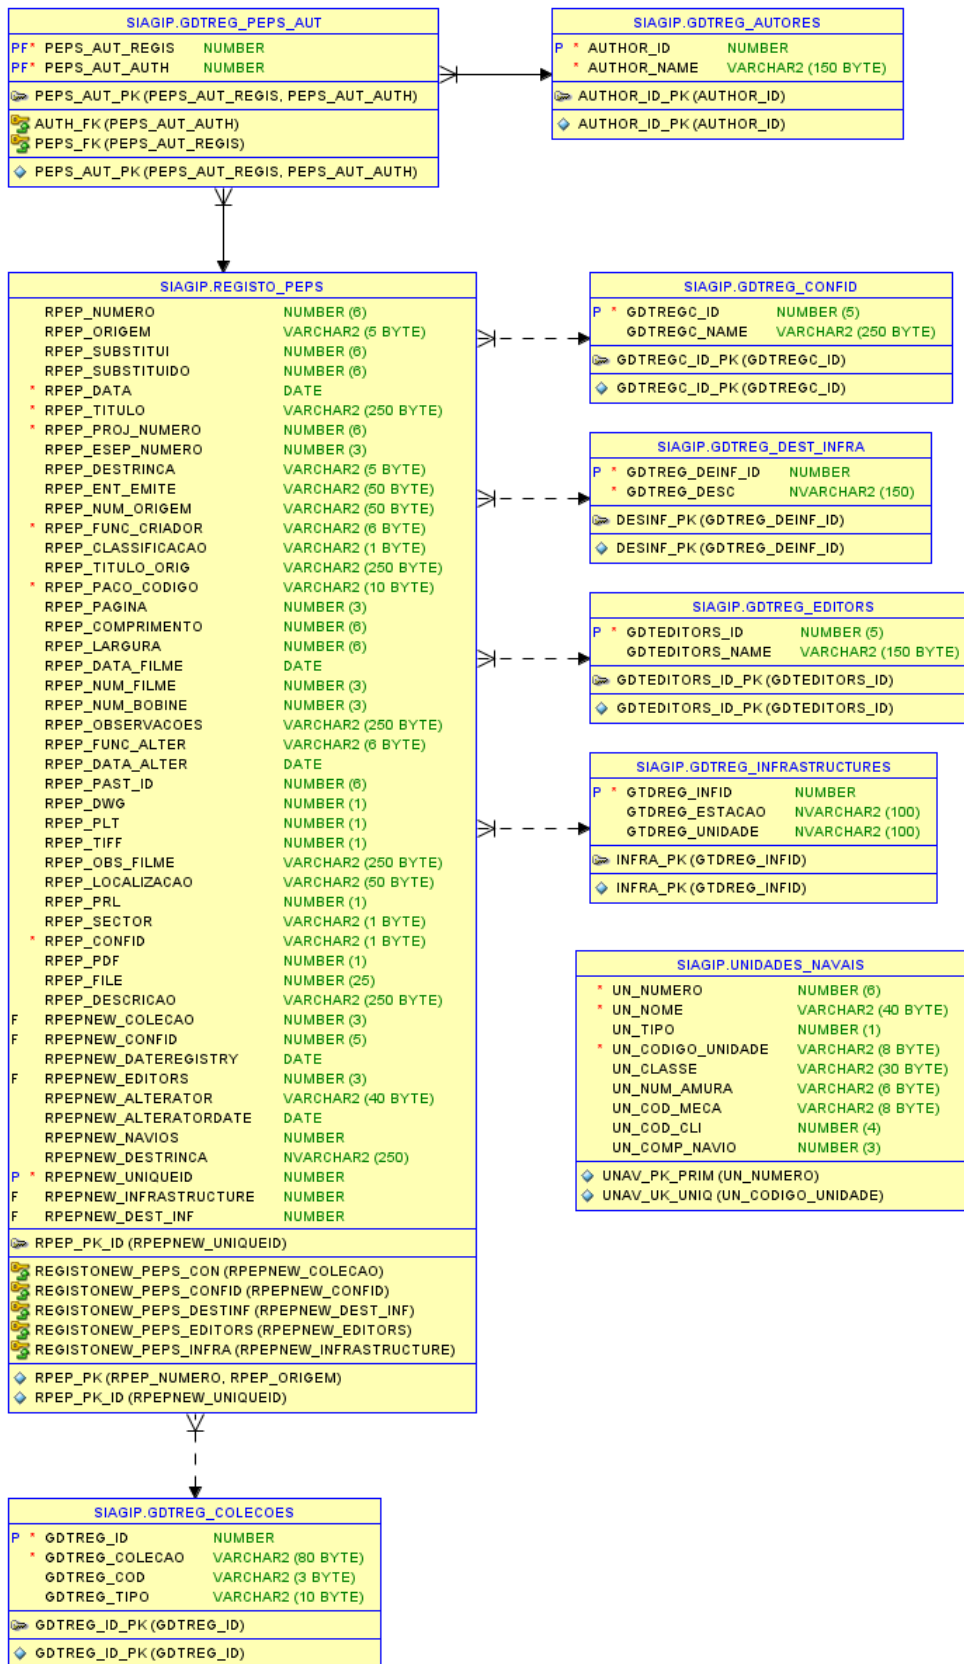 SIAGIP.GDTREG_PEPS_AUT
PF* PEPS_AUT_REGIS NUMBER
PF* PEPS_AUT_AUTH NUMBER
PEPS_AUT_PK (PEPS_AUT_REGIS, PEPS_AUT_AUTH)
AUTH_FK (PEPS_AUT_AUTH)
PEPS_FK (PEPS_AUT_REGIS)
PEPS_AUT_PK (PEPS_AUT_REGIS, PEPS_AUT_AUTH)
SIAGIP.GDTREG_AUTORES
P * AUTHOR_ID NUMBER
* AUTHOR_NAME VARCHAR2 (150 BYTE)
AUTHOR_ID_PK (AUTHOR_ID)
AUTHOR_ID_PK (AUTHOR_ID)
SIAGIP.REGISTO_PEPS
RPEP_NUMERO NUMBER (6)
RPEP_ORIGEM VARCHAR2 (5 BYTE)
RPEP_SUBSTITUI NUMBER (6)
RPEP_SUBSTITUIDO NUMBER (6)
* RPEP_DATA DATE
* RPEP_TITULO VARCHAR2 (250 BYTE)
* RPEP_PROJ_NUMERO NUMBER (6)
RPEP_ESEP_NUMERO NUMBER (3)
RPEP_DESTRINCA VARCHAR2 (5 BYTE)
RPEP_ENT_EMITE VARCHAR2 (50 BYTE)
RPEP_NUM_ORIGEM VARCHAR2 (50 BYTE)
* RPEP_FUNC_CRIADOR VARCHAR2 (6 BYTE)
RPEP_CLASSIFICACAO VARCHAR2 (1 BYTE)
RPEP_TITULO_ORIG VARCHAR2 (250 BYTE)
* RPEP_PACO_CODIGO VARCHAR2 (10 BYTE)
RPEP_PAGINA NUMBER (3)
RPEP_COMPRIMENTO NUMBER (6)
RPEP_LARGURA NUMBER (6)
RPEP_DATA_FILME DATE
RPEP_NUM_FILME NUMBER (3)
RPEP_NUM_BOBINE NUMBER (3)
RPEP_OBSERVACOES VARCHAR2 (250 BYTE)
RPEP_FUNC_ALTER VARCHAR2 (6 BYTE)
RPEP_DATA_ALTER DATE
RPEP_PAST_ID NUMBER (6)
RPEP_DWG NUMBER (1)
RPEP_PLT NUMBER (1)
RPEP_TIFF NUMBER (1)
RPEP_OBS_FILME VARCHAR2 (250 BYTE)
RPEP_LOCALIZACAO VARCHAR2 (50 BYTE)
RPEP_PRL NUMBER (1)
RPEP_SECTOR VARCHAR2 (1 BYTE)
* RPEP_CONFID VARCHAR2 (1 BYTE)
RPEP_PDF NUMBER (1)
RPEP_FILE NUMBER (25)
RPEP_DESCRICAO VARCHAR2 (250 BYTE)
F RPEPNEW_COLECAO NUMBER (3)
F RPEPNEW_CONFID NUMBER (5)
RPEPNEW_DATEREGISTRY DATE
F RPEPNEW_EDITORS NUMBER (3)
RPEPNEW_ALTERATOR VARCHAR2 (40 BYTE)
RPEPNEW_ALTERATORDATE DATE
RPEPNEW_NAVIOS NUMBER
RPEPNEW_DESTRINCA NVARCHAR2 (250)
P * RPEPNEW_UNIQUEID NUMBER
F RPEPNEW_INFRASTRUCTURE NUMBER
F RPEPNEW_DEST_INF NUMBER
RPEP_PK_ID (RPEPNEW_UNIQUEID)
REGISTONEW_PEPS_CON (RPEPNEW_COLECAO)
REGISTONEW_PEPS_CONFID (RPEPNEW_CONFID)
REGISTONEW_PEPS_DESTINF (RPEPNEW_DEST_INF)
REGISTONEW_PEPS_EDITORS (RPEPNEW_EDITORS)
REGISTONEW_PEPS_INFRA (RPEPNEW_INFRASTRUCTURE)
RPEP_PK (RPEP_NUMERO, RPEP_ORIGEM)
RPEP_PK_ID (RPEPNEW_UNIQUEID)
SIAGIP.GDTREG_CONFID
P * GDTREGC_ID NUMBER (5)
GDTREGC_NAME VARCHAR2 (250 BYTE)
GDTREGC_ID_PK (GDTREGC_ID)
GDTREGC_ID_PK (GDTREGC_ID)
SIAGIP.GDTREG_DEST_INFRA
P * GDTREG_DEINF_ID NUMBER
* GDTREG_DESC NVARCHAR2 (150)
DESINF_PK (GDTREG_DEINF_ID)
DESINF_PK (GDTREG_DEINF_ID)
SIAGIP.GDTREG_EDITORS
P * GDTEDITORS_ID NUMBER (5)
GDTEDITORS_NAME VARCHAR2 (150 BYTE)
GDTEDITORS_ID_PK (GDTEDITORS_ID)
GDTEDITORS_ID_PK (GDTEDITORS_ID)
SIAGIP.GDTREG_INFRASTRUCTURES
P * GTDREG_INFID NUMBER
GTDREG_ESTACAO NVARCHAR2 (100)
GTDREG_UNIDADE NVARCHAR2 (100)
INFRA_PK (GTDREG_INFID)
INFRA_PK (GTDREG_INFID)
SIAGIP.UNIDADES_NAVAIS
* UN_NUMERO NUMBER (6)
* UN_NOME VARCHAR2 (40 BYTE)
UN_TIPO NUMBER (1)
* UN_CODIGO_UNIDADE VARCHAR2 (8 BYTE)
UN_CLASSE VARCHAR2 (30 BYTE)
UN_NUM_AMURA VARCHAR2 (6 BYTE)
UN_COD_MECA VARCHAR2 (8 BYTE)
UN_COD_CLI NUMBER (4)
UN_COMP_NAVIO NUMBER (3)
UNAV_PK_PRIM (UN_NUMERO)
UNAV_UK_UNIQ (UN_CODIGO_UNIDADE)
SIAGIP.GDTREG_COLECOES
P * GDTREG_ID NUMBER
* GDTREG_COLECAO VARCHAR2 (80 BYTE)
GDTREG_COD VARCHAR2 (3 BYTE)
GDTREG_TIPO VARCHAR2 (10 BYTE)
GDTREG_ID_PK (GDTREG_ID)
GDTREG_ID_PK (GDTREG_ID)